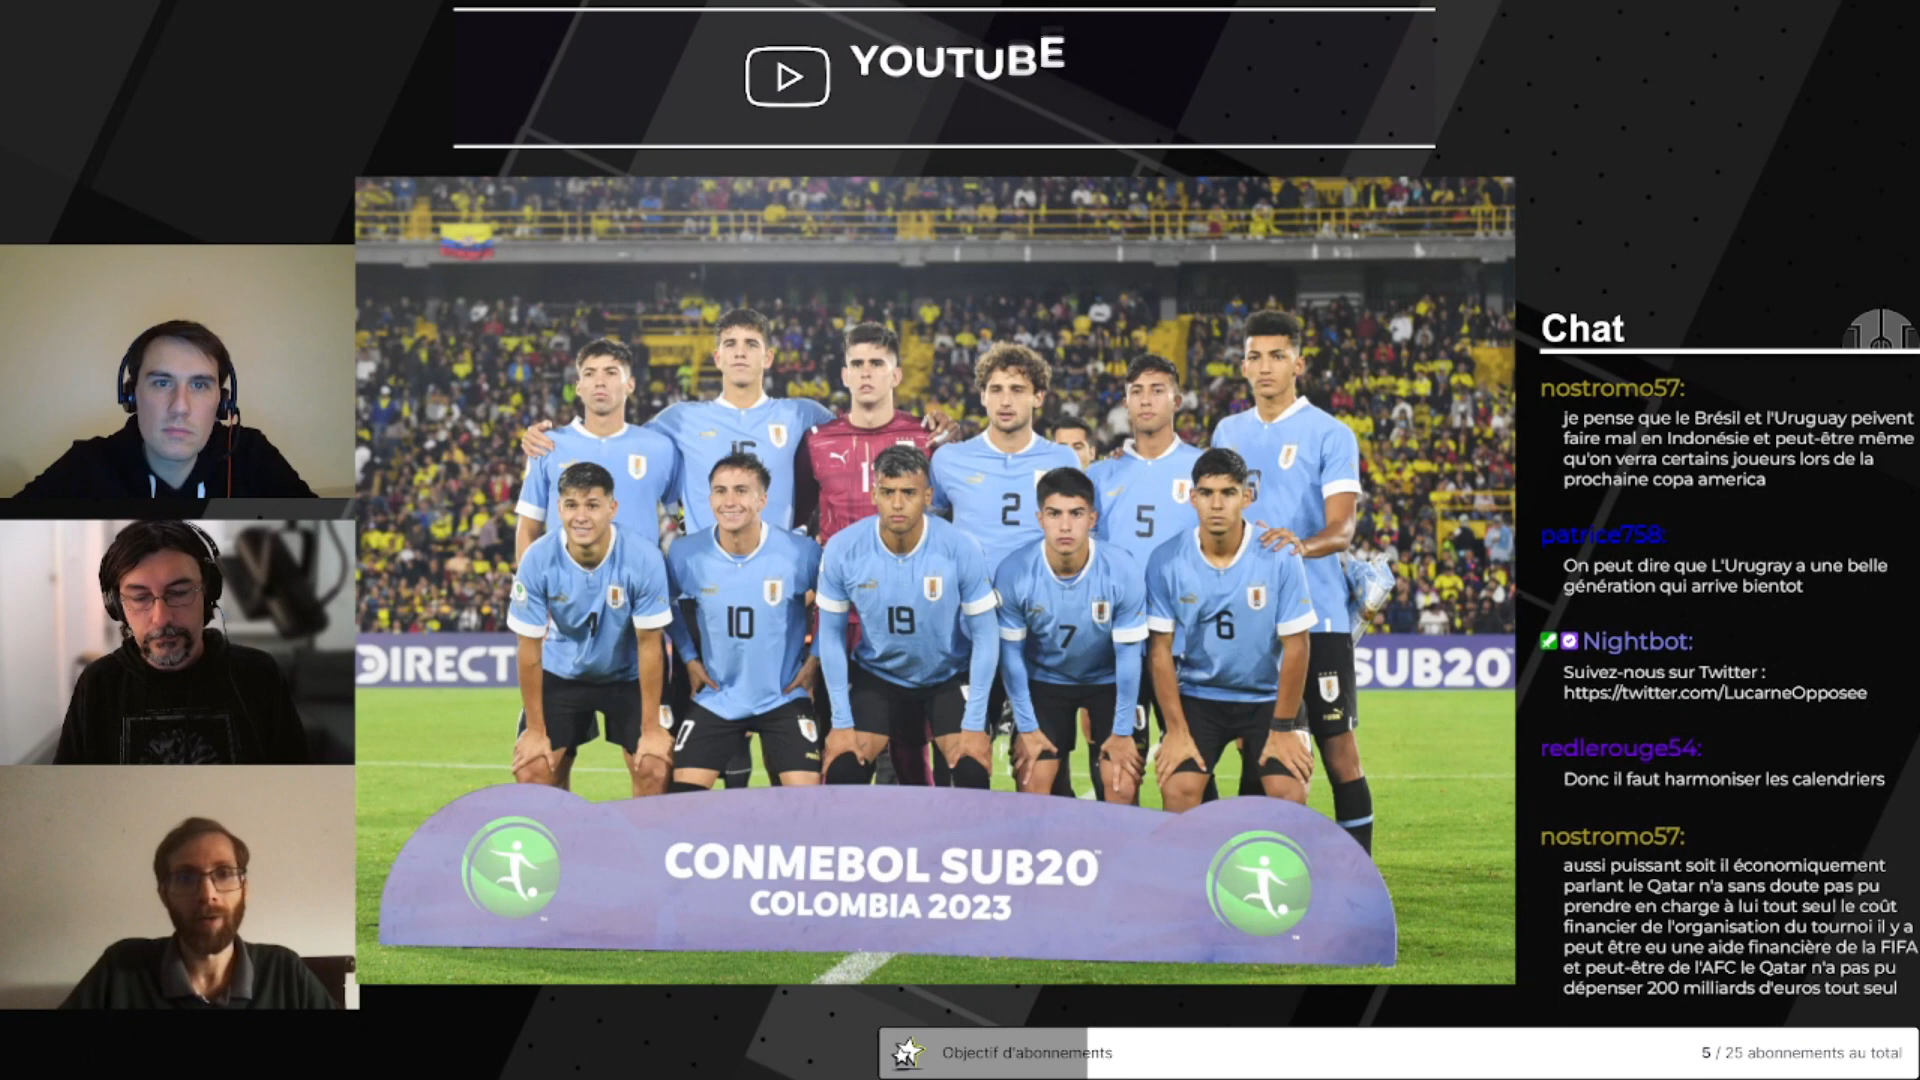 YOUTUBE
Chat
nostromo57:
je pense que le Brésil et l'Uruguay peivent
faire mal en Indonésie et peut-être même
qu'on verra certains joueurs lors de la
prochaine copa america
patrice758:
On peut dire que L'Urugray a une belle
génération qui arrive bientot
Nightbot:
Suivez-nous sur Twitter :
https://twitter.com/LucarneOpposee
redlerouge54:
Donc il faut harmoniser les calendriers
nostromo57:
aussi puissant soit il économiquement
parlant le Qatar n'a sans doute pas pu
prendre en charge à lui tout seul le coût
financier de l'organisation du tournoi il y a
peut être eu une aide financière de la FIFA
et peut-être de l'AFC le Qatar n'a pas pu
dépenser 200 milliards d'euros tout seul
16
2
5
4
10
19
7
6
DIRECT
SUB20
CONMEBOL SUB20
COLOMBIA 2023
Objectif d'abonnements
5 / 25 abonnements au total